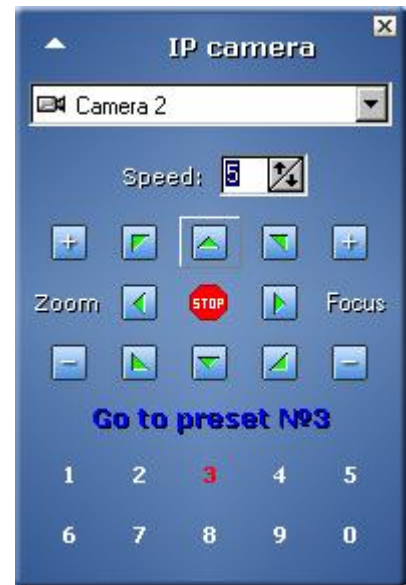 IP camera
Camera 2
Speed: 5
+ +
Zoom STOP Focus
− −
Go to preset №3
1 2 3 4 5
6 7 8 9 0